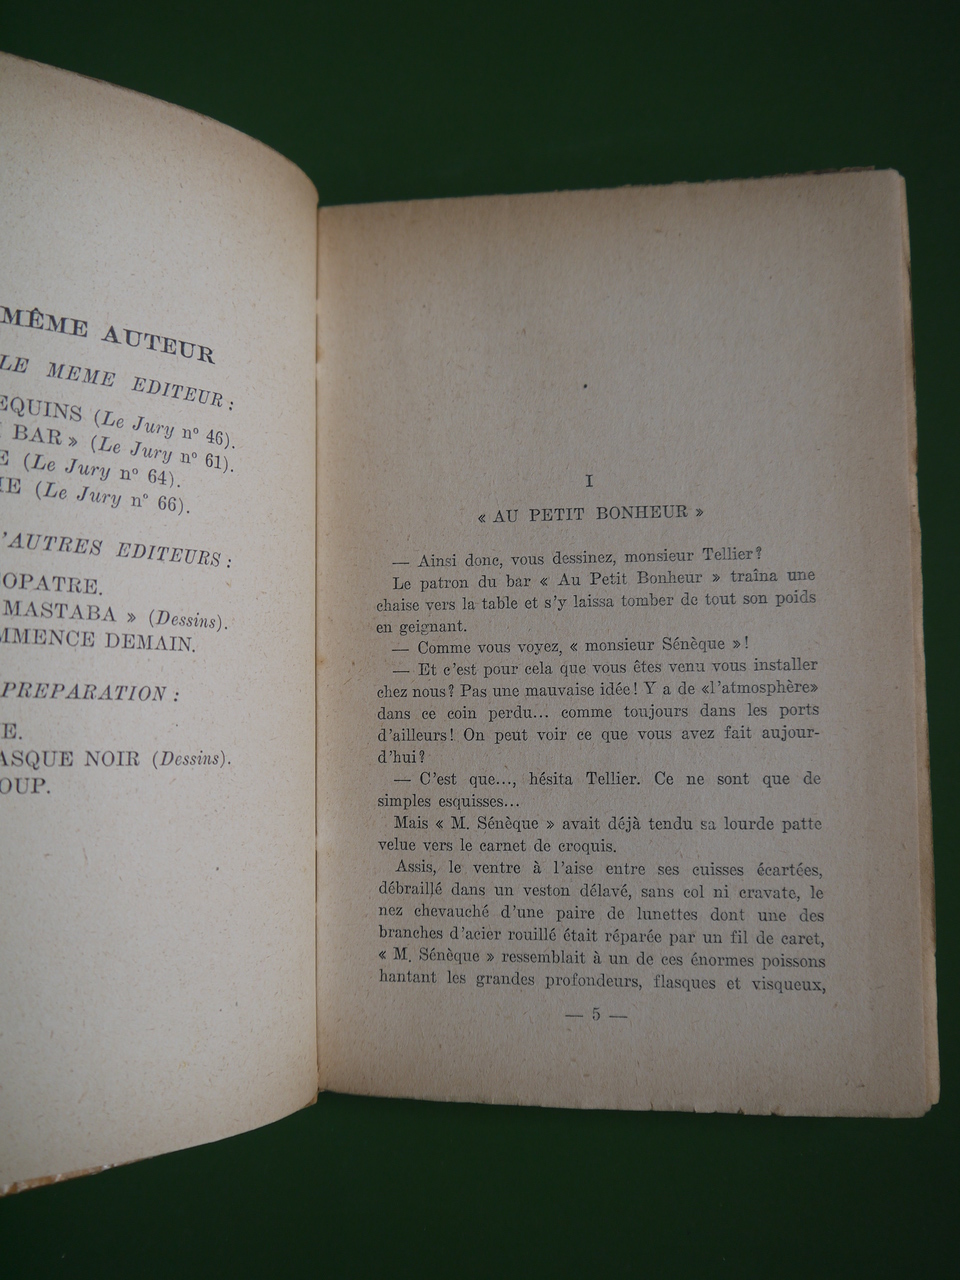 MÊME AUTEUR
LE MEME EDITEUR :
EQUINS (Le Jury n° 46).
BAR » (Le Jury n° 61).
(Le Jury n° 64).
IE (Le Jury n° 66).
'AUTRES EDITEURS :
OPATRE.
MASTABA » (Dessins).
MMENCE DEMAIN.
PREPARATION :
E.
ASQUE NOIR (Dessins).
OUP.
I
« AU PETIT BONHEUR »
— Ainsi donc, vous dessinez, monsieur Tellier?
Le patron du bar « Au Petit Bonheur » traîna une
chaise vers la table et s'y laissa tomber de tout son poids
en geignant.
— Comme vous voyez, « monsieur Sénèque »!
— Et c'est pour cela que vous êtes venu vous installer
chez nous? Pas une mauvaise idée! Y a de «l'atmosphère»
dans ce coin perdu... comme toujours dans les ports
d'ailleurs! On peut voir ce que vous avez fait aujour-
d'hui?
— C'est que..., hésita Tellier. Ce ne sont que de
simples esquisses...
Mais « M. Sénèque » avait déjà tendu sa lourde patte
velue vers le carnet de croquis.
Assis, le ventre à l'aise entre ses cuisses écartées,
débraillé dans un veston délavé, sans col ni cravate, le
nez chevauché d'une paire de lunettes dont une des
branches d'acier rouillé était réparée par un fil de caret,
« M. Sénèque » ressemblait à un de ces énormes poissons
hantant les grandes profondeurs, flasques et visqueux,
— 5 —